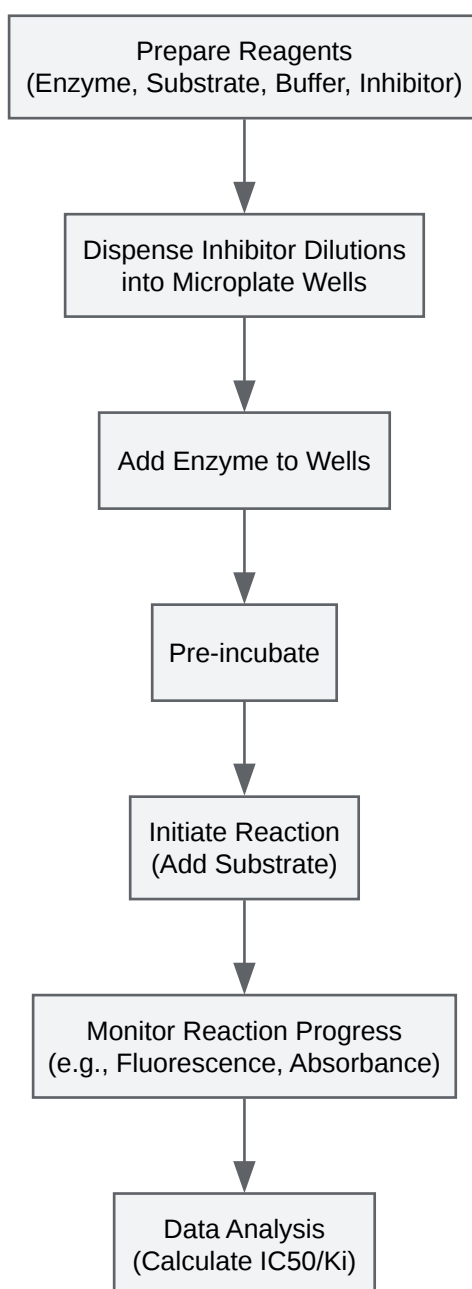 Prepare Reagents
(Enzyme, Substrate, Buffer, Inhibitor)
Dispense Inhibitor Dilutions
into Microplate Wells
Add Enzyme to Wells
Pre-incubate
Initiate Reaction
(Add Substrate)
Monitor Reaction Progress
(e.g., Fluorescence, Absorbance)
Data Analysis
(Calculate IC50/Ki)